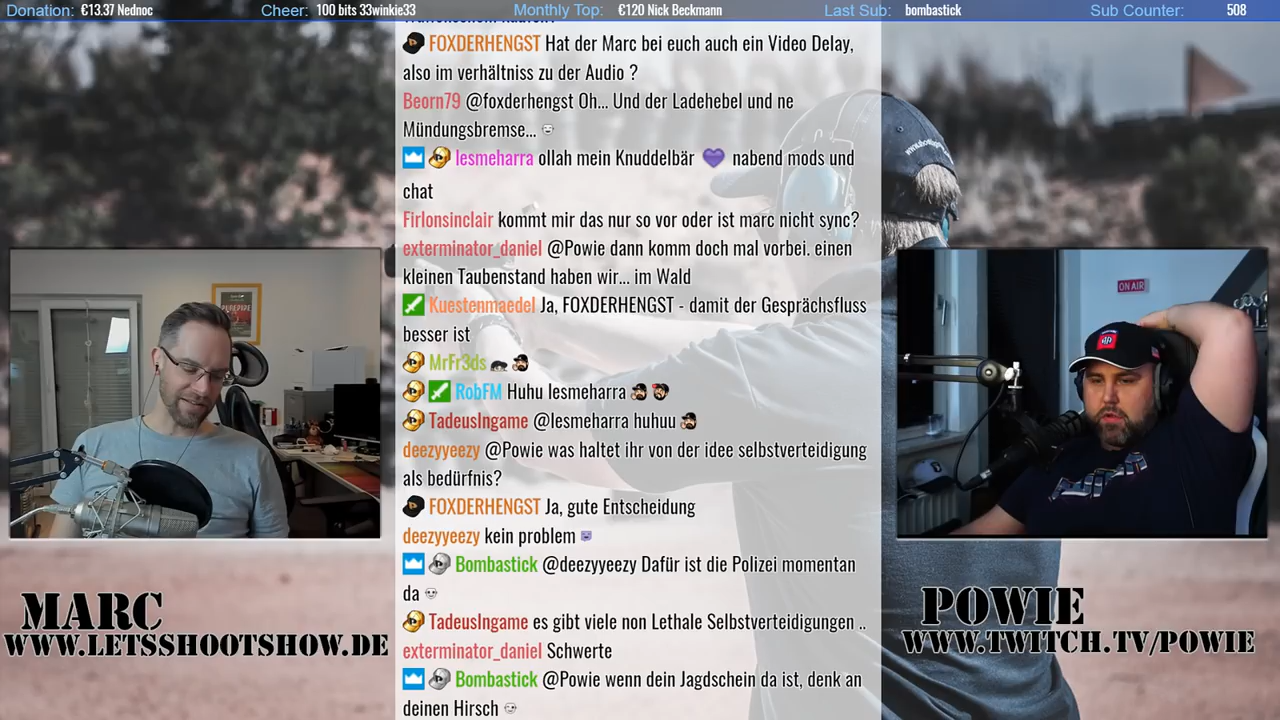 Donation: €13.37 Nednoc Cheer: 100 bits 33winkie33 Monthly Top: €120 Nick Beckmann Last Sub: bombastick Sub Counter: 508
FOXDERHENGST Hat der Marc bei euch auch ein Video Delay,
also im verhältniss zu der Audio ?
Beorn79 @foxderhengst Oh... Und der Ladehebel und ne
Mündungsbremse...
lesmeharra ollah mein Knuddelbär 💜 nabend mods und
chat
Firlonsinclair kommt mir das nur so vor oder ist marc nicht sync?
exterminator_daniel @Powie dann komm doch mal vorbei. einen
kleinen Taubenstand haben wir... im Wald
Kuestenmaedel Ja, FOXDERHENGST - damit der Gesprächsfluss
besser ist
MrFr3ds
RobFM Huhu lesmeharra
TadeusIngame @lesmeharra huhuu
deezyyeezy @Powie was haltet ihr von der idee selbstverteidigung
als bedürfnis?
FOXDERHENGST Ja, gute Entscheidung
deezyyeezy kein problem
Bombastick @deezyyeezy Dafür ist die Polizei momentan
da
TadeusIngame es gibt viele non Lethale Selbstverteidigungen ..
exterminator_daniel Schwerte
Bombastick @Powie wenn dein Jagdschein da ist, denk an
deinen Hirsch
ON AIR
MARC
WWW.LETSSHOOTSHOW.DE
POWIE
WWW.TWITCH.TV/POWIE